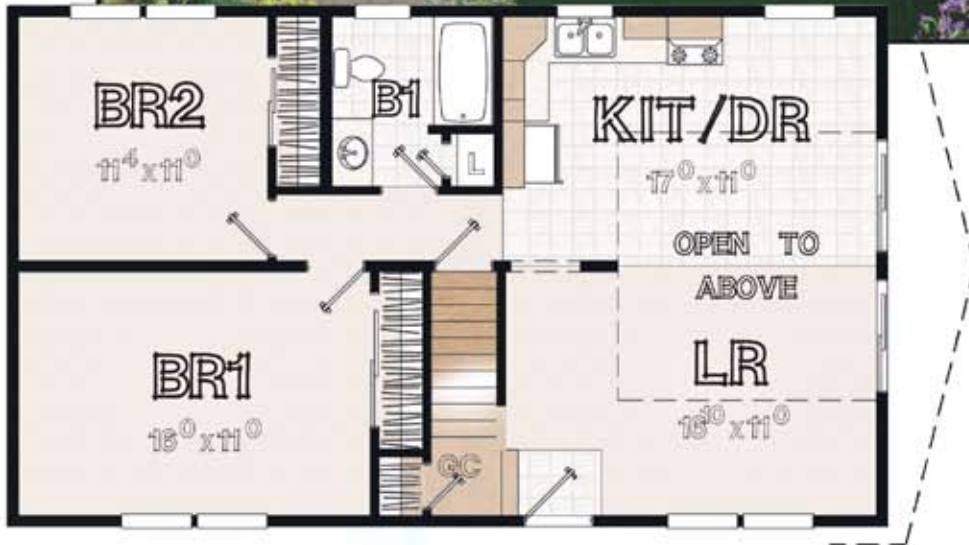 BR2
11⁴ x 11⁰
B1
L
KIT/DR
17⁰ x 11⁰
OPEN TO
ABOVE
BR1
16⁰ x 11⁰
LR
16¹⁰ x 11⁰
GC